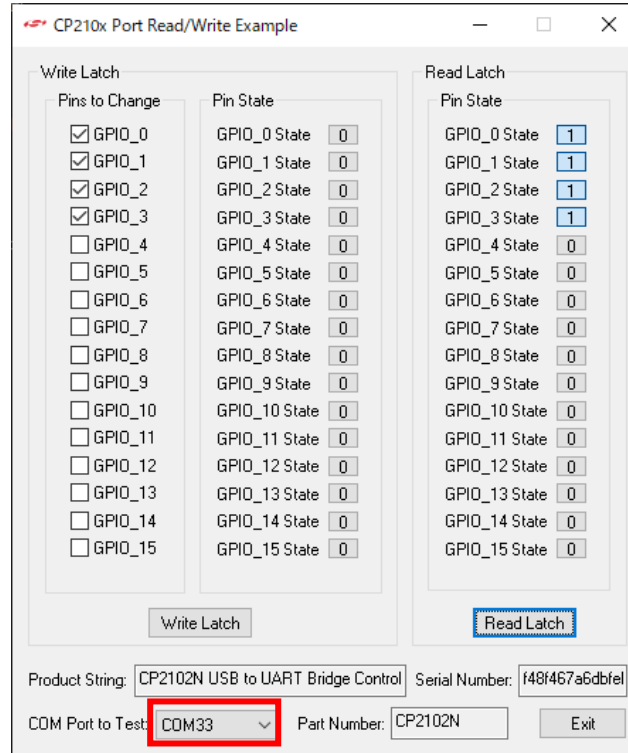 CP210x Port Read/Write Example
Write Latch
Read Latch
Pins to Change
Pin State
Pin State
GPIO_0 GPIO_0 State 0 GPIO_0 State 1
GPIO_1 GPIO_1 State 0 GPIO_1 State 1
GPIO_2 GPIO_2 State 0 GPIO_2 State 1
GPIO_3 GPIO_3 State 0 GPIO_3 State 1
GPIO_4 GPIO_4 State 0 GPIO_4 State 0
GPIO_5 GPIO_5 State 0 GPIO_5 State 0
GPIO_6 GPIO_6 State 0 GPIO_6 State 0
GPIO_7 GPIO_7 State 0 GPIO_7 State 0
GPIO_8 GPIO_8 State 0 GPIO_8 State 0
GPIO_9 GPIO_9 State 0 GPIO_9 State 0
GPIO_10 GPIO_10 State 0 GPIO_10 State 0
GPIO_11 GPIO_11 State 0 GPIO_11 State 0
GPIO_12 GPIO_12 State 0 GPIO_12 State 0
GPIO_13 GPIO_13 State 0 GPIO_13 State 0
GPIO_14 GPIO_14 State 0 GPIO_14 State 0
GPIO_15 GPIO_15 State 0 GPIO_15 State 0
Write Latch
Read Latch
Product String: CP2102N USB to UART Bridge Control Serial Number: f48f467a6dbfel
COM Port to Test: COM33 Part Number: CP2102N Exit